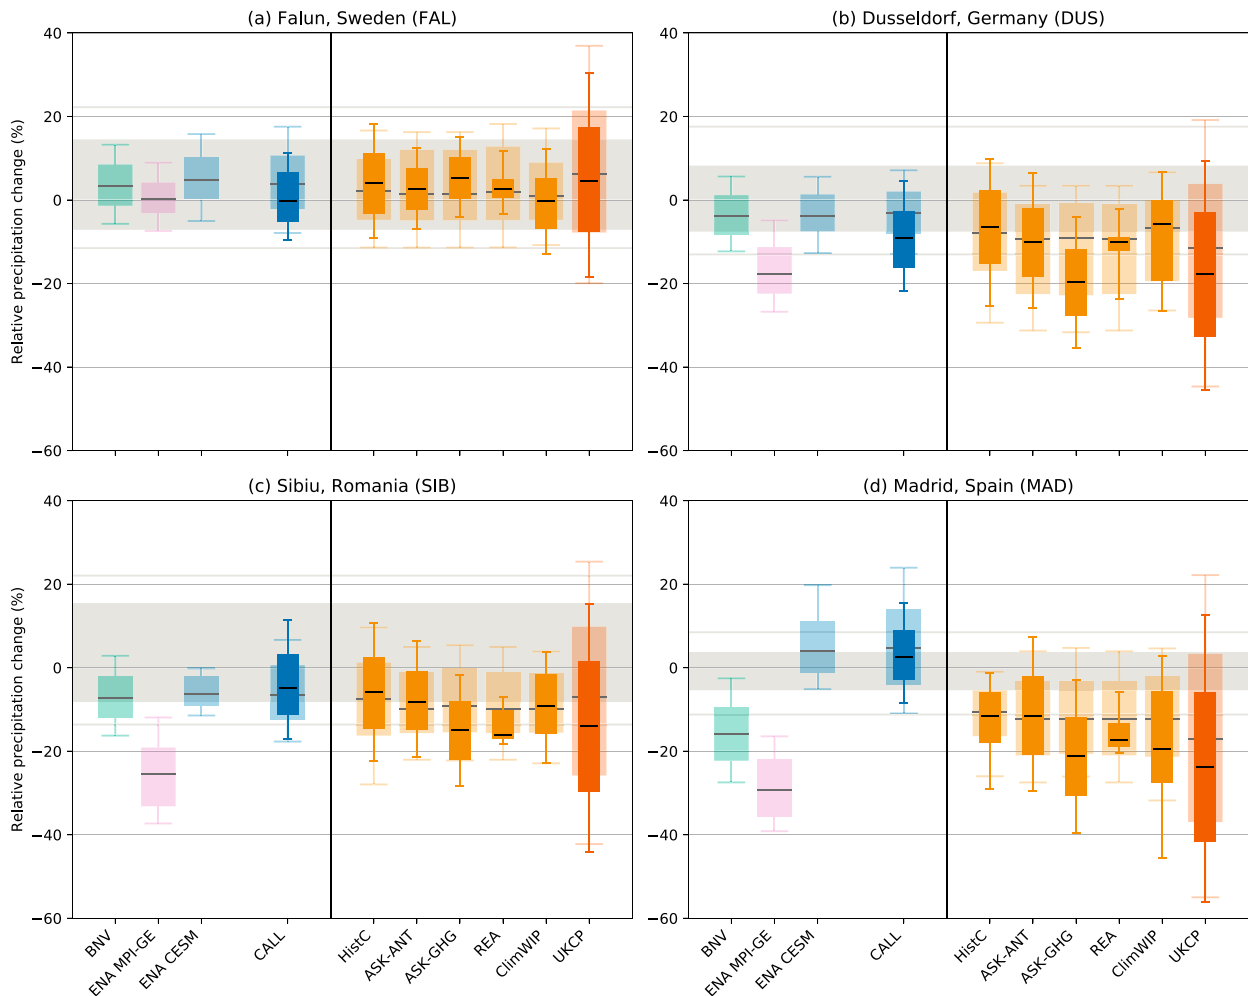 (a) Falun, Sweden (FAL)
(b) Dusseldorf, Germany (DUS)
40
20
0
−20
−40
−60
Relative precipitation change (%)
40
20
0
−20
−40
−60
(c) Sibiu, Romania (SIB)
(d) Madrid, Spain (MAD)
40
20
0
−20
−40
−60
Relative precipitation change (%)
40
20
0
−20
−40
−60
BNV
ENA MPI-GE
ENA CESM
CALL
HistC
ASK-ANT
ASK-GHG
REA
ClimWIP
UKCP
BNV
ENA MPI-GE
ENA CESM
CALL
HistC
ASK-ANT
ASK-GHG
REA
ClimWIP
UKCP